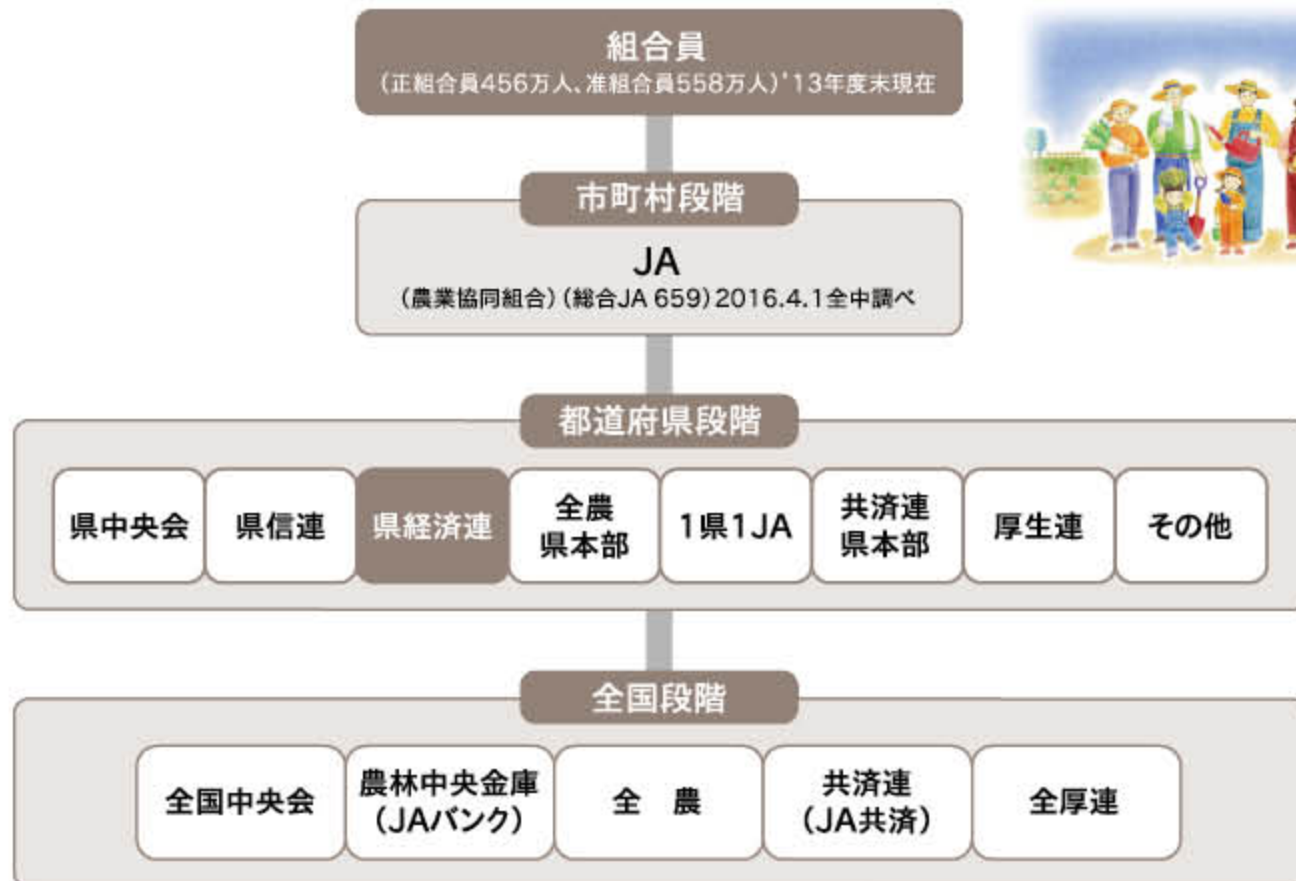 組合員
(正組合員456万人、准組合員558万人)'13年度末現在
市町村段階
JA
(農業協同組合)(総合JA 659)2016.4.1全中調べ
都道府県段階
県中央会
県信連
県経済連
全農
県本部
1県1JA
共済連
県本部
厚生連
その他
全国段階
全国中央会
農林中央金庫
(JAバンク)
全 農
共済連
(JA共済)
全厚連